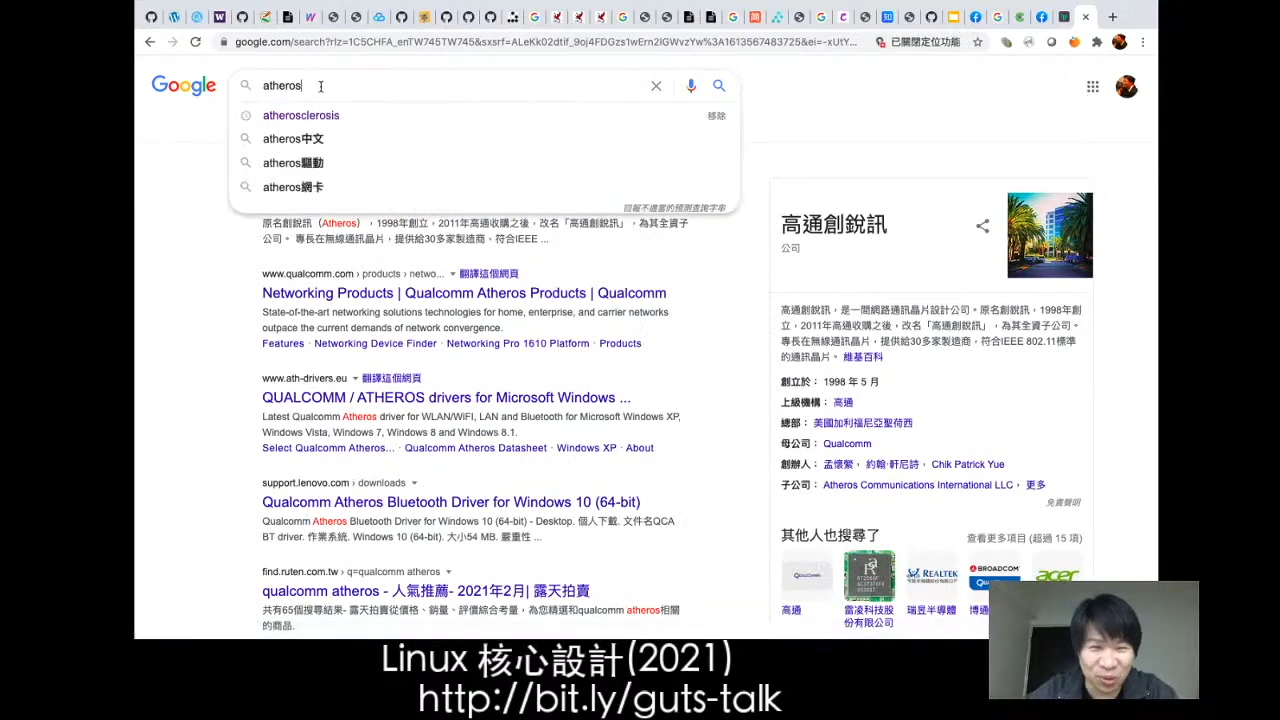 google.com/search?rlz=1C5CHFA_enTW745TW745&sxsrf=ALeKk02dtif_9oj4FDGzs1wErn2IGWvzYw%3A1613567483725&ei=-xUtY...
已關閉定位功能
Google
atheros
atherosclerosis
移除
atheros中文
atheros驅動
atheros網卡
回報不適當的預測查詢字串
原名創銳訊（Atheros），1998年創立，2011年高通收購之後，改名「高通創銳訊」，為其全資子
公司。 專長在無線通訊晶片，提供給30多家製造商，符合IEEE ...
www.qualcomm.com › products › netwo... 翻譯這個網頁
Networking Products | Qualcomm Atheros Products | Qualcomm
State-of-the-art networking solutions technologies for home, enterprise, and carrier networks
outpace the current demands of network convergence.
Features · Networking Device Finder · Networking Pro 1610 Platform · Products
www.ath-drivers.eu 翻譯這個網頁
QUALCOMM / ATHEROS drivers for Microsoft Windows ...
Latest Qualcomm Atheros driver for WLAN/WiFI, LAN and Bluetooth for Microsoft Windows XP,
Windows Vista, Windows 7, Windows 8 and Windows 8.1.
Select Qualcomm Atheros... · Qualcomm Atheros Datasheet · Windows XP · About
support.lenovo.com › downloads
Qualcomm Atheros Bluetooth Driver for Windows 10 (64-bit)
Qualcomm Atheros Bluetooth Driver for Windows 10 (64-bit) - Desktop. 個人下載. 文件名QCA
BT driver. 作業系統. Windows 10 (64-bit). 大小54 MB. 嚴重性 ...
find.ruten.com.tw › q=qualcomm atheros
qualcomm atheros - 人氣推薦- 2021年2月| 露天拍賣
共有65個搜尋結果- 露天拍賣從價格、銷量、評價綜合考量，為您精選和qualcomm atheros相關
的商品.
高通創銳訊
公司
高通創銳訊，是一間網路通訊晶片設計公司。原名創銳訊，1998年創
立，2011年高通收購之後，改名「高通創銳訊」，為其全資子公司。
專長在無線通訊晶片，提供給30多家製造商，符合IEEE 802.11標準
的通訊晶片。 維基百科
創立於： 1998 年 5 月
上級機構： 高通
總部： 美國加利福尼亞聖荷西
母公司： Qualcomm
創辦人： 孟懷縈，約翰·軒尼詩，Chik Patrick Yue
子公司： Atheros Communications International LLC，更多
免責聲明
其他人也搜尋了
查看更多項目 (超過 15 項)
REALTEK
BROADCOM
acer
高通
雷凌科技股
份有限公司
瑞昱半導體
博通
Linux 核心設計(2021)
http://bit.ly/guts-talk